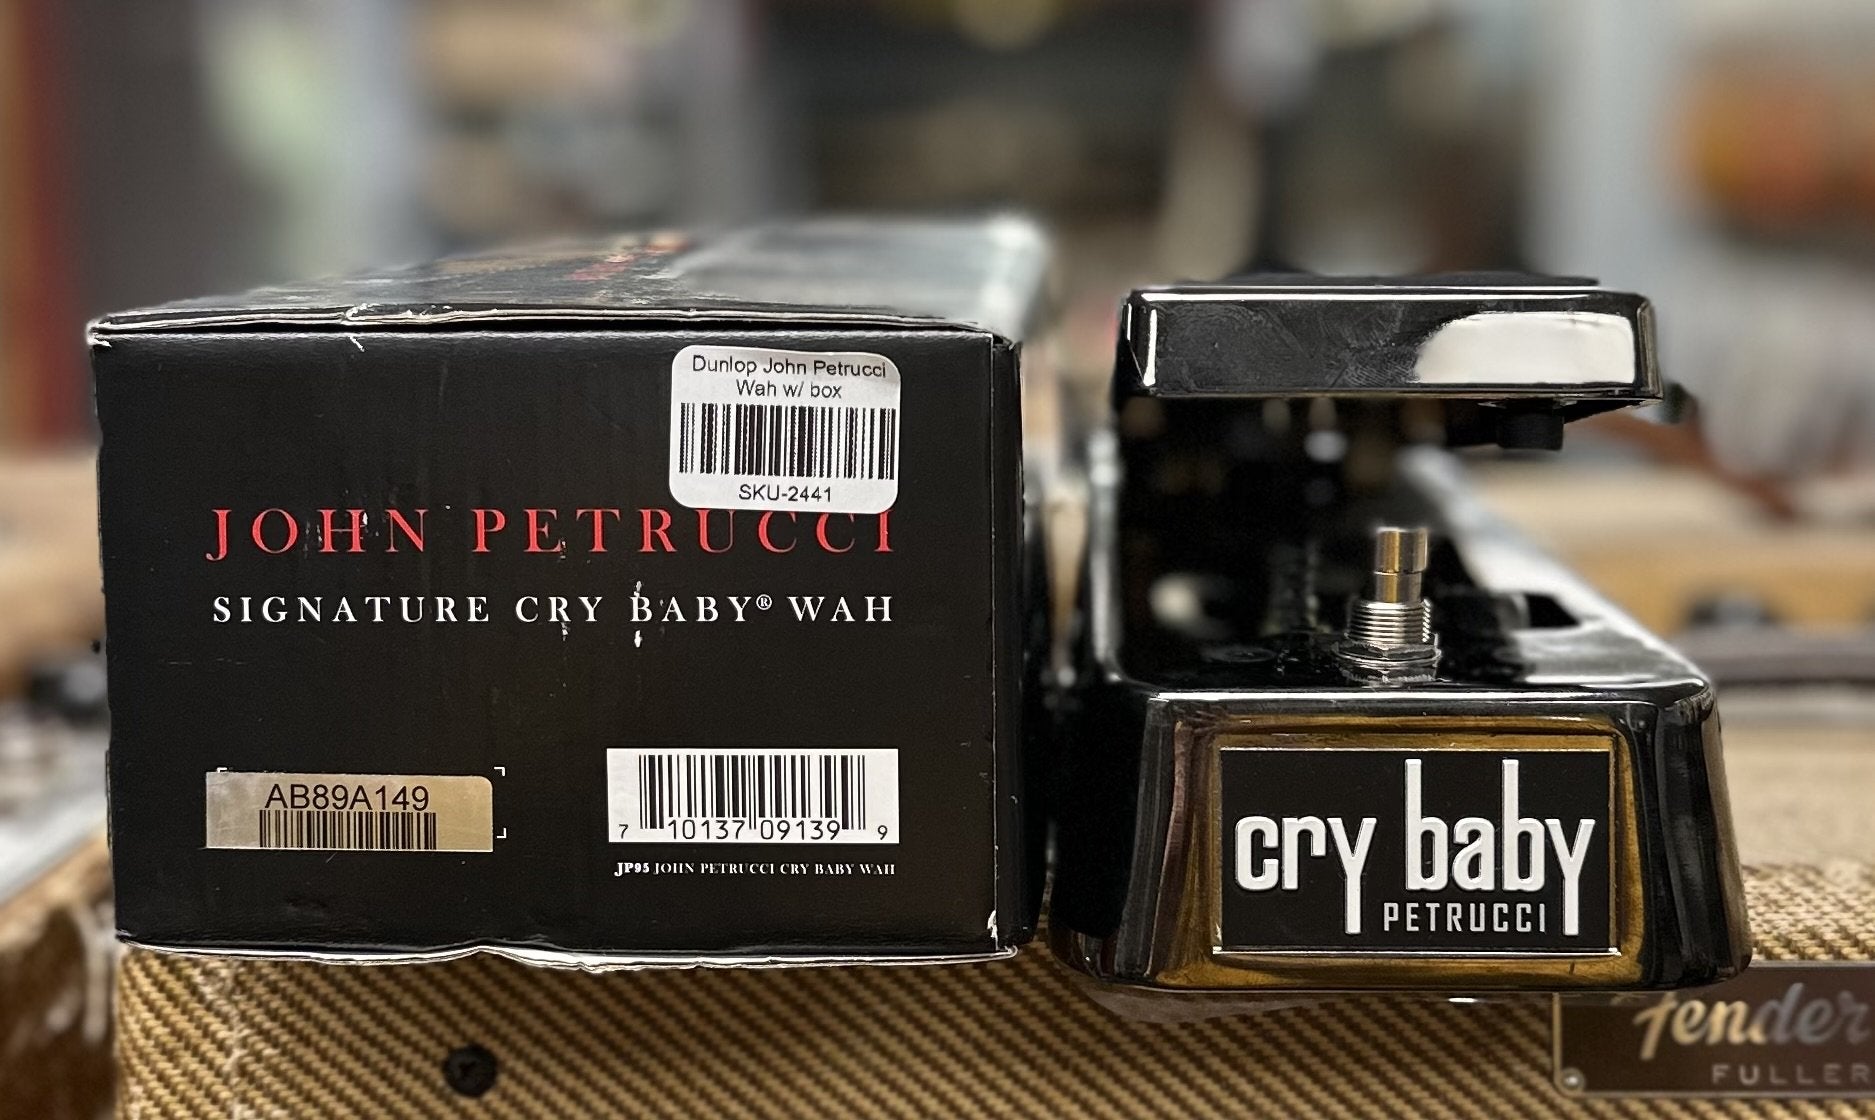 Dunlop John Petrucci
Wah w/ box
SKU-2441
JOHN PETRUCCI
SIGNATURE CRY BABY® WAH
AB89A149
7 10137 09139 9
JP95 JOHN PETRUCCI CRY BABY WAH
cry baby
PETRUCCI
Fender
FULLER